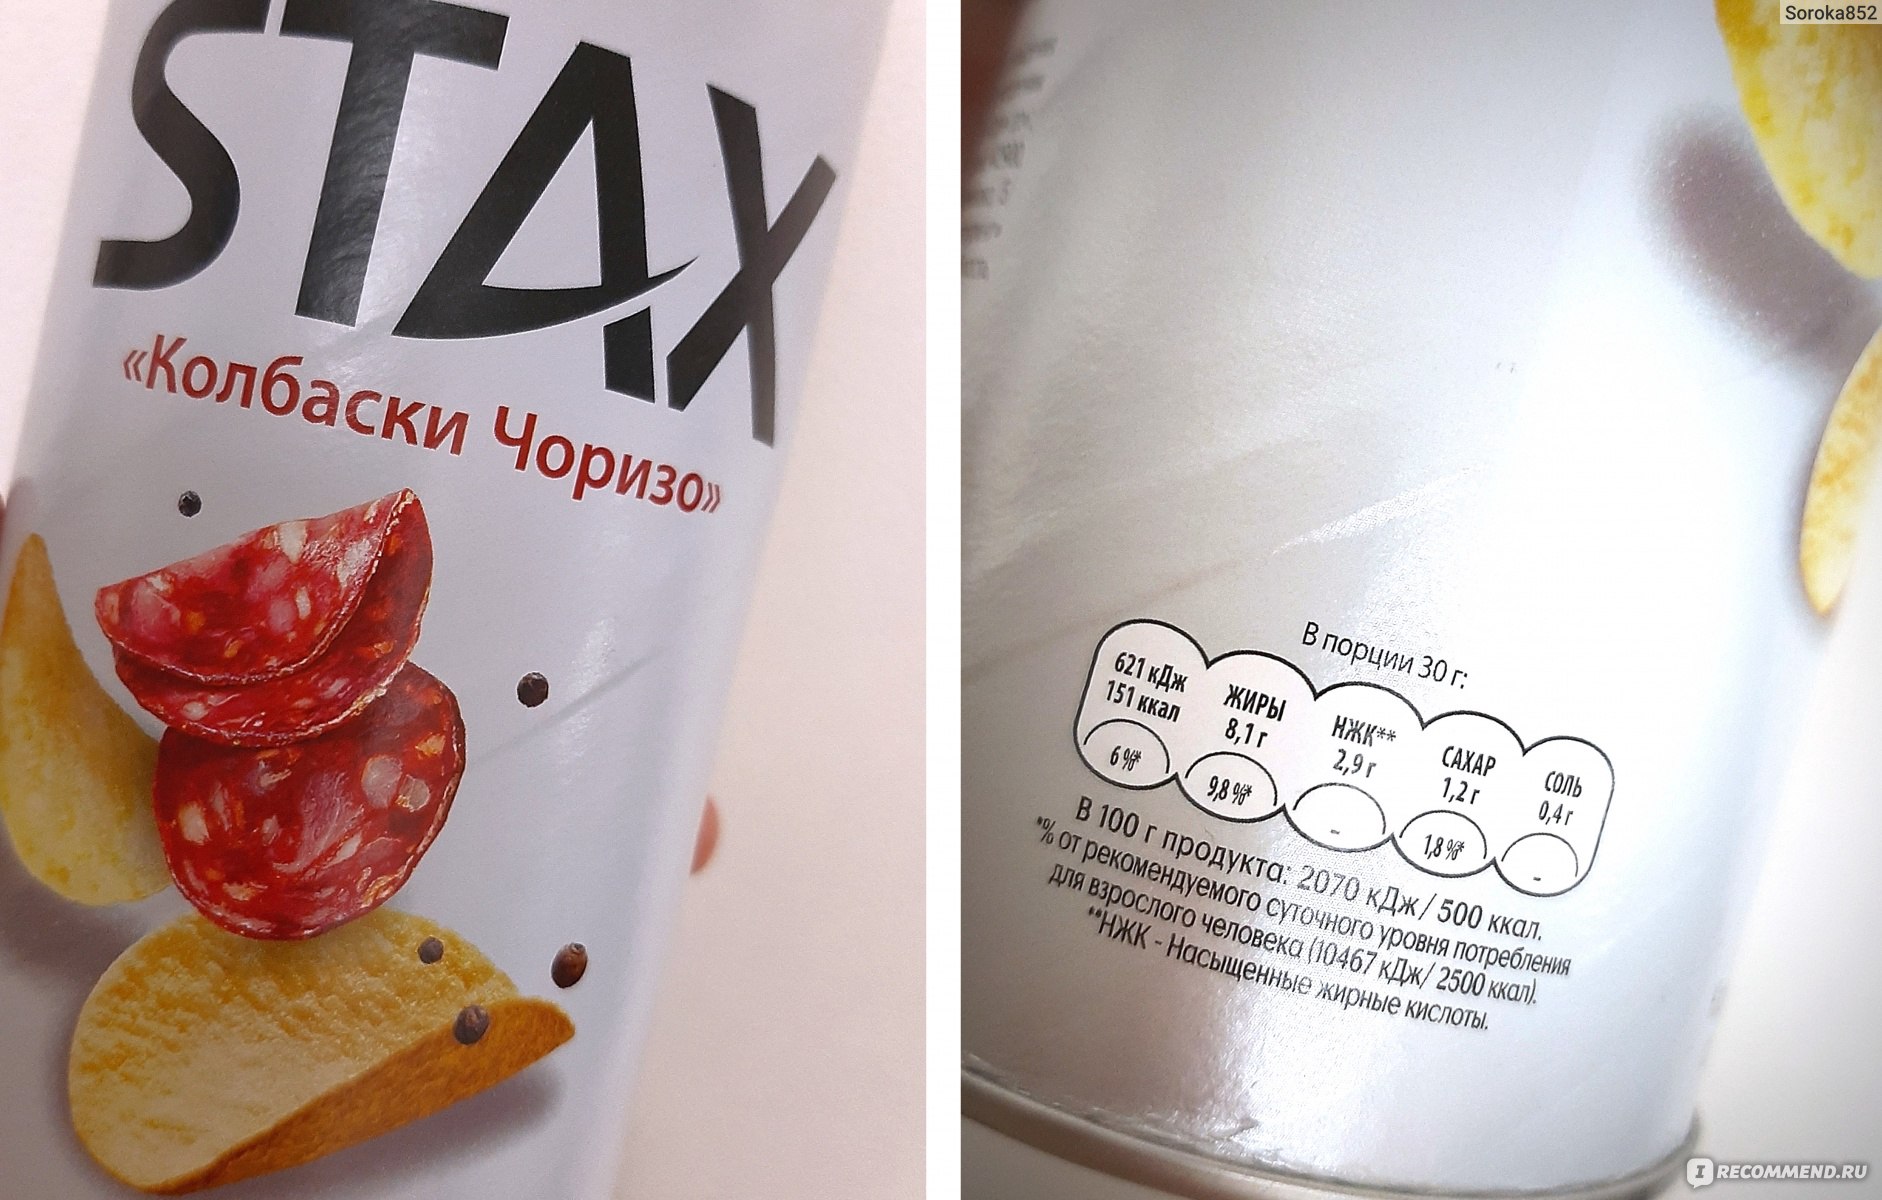 STAX
«Колбаски Чоризо»
Soroka852
В порции 30 г:
621 кДж
151 ккал
6 %*
ЖИРЫ
8,1 г
9,8 %*
НЖК**
2,9 г
-
САХАР
1,2 г
1,8 %*
СОЛЬ
0,4 г
-
В 100 г продукта: 2070 кДж/ 500 ккал.
*% от рекомендуемого суточного уровня потребления
для взрослого человека (10467 кДж/ 2500 ккал).
**НЖК - Насыщенные жирные кислоты.
IRECOMMEND.RU